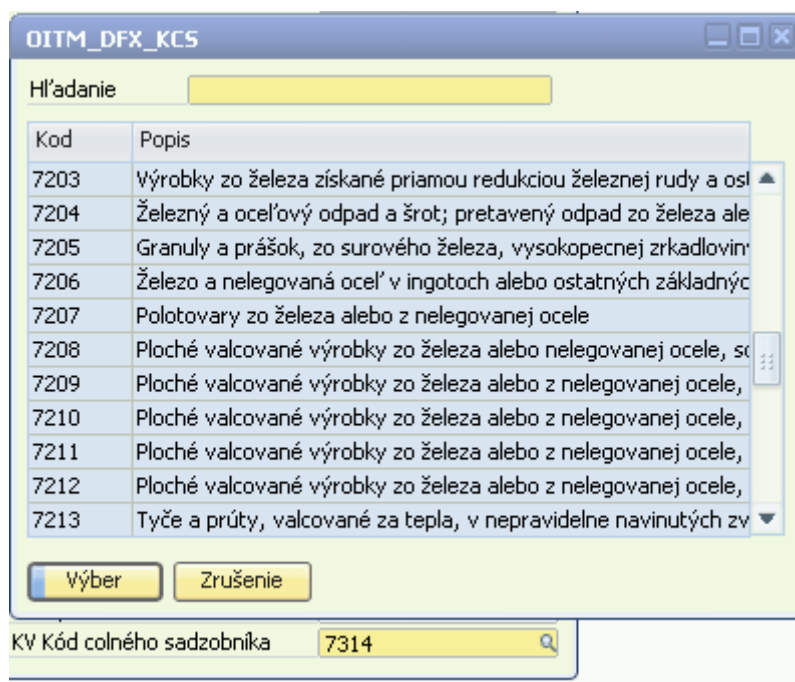 OITM_DFX_KCS
Hľadanie
Kod Popis
7203 Výrobky zo železa získané priamou redukciou železnej rudy a ost
7204 Železný a oceľový odpad a šrot; pretavený odpad zo železa ale
7205 Granuly a prášok, zo surového železa, vysokopecnej zrkadloviny
7206 Železo a nelegovaná oceľ v ingotoch alebo ostatných základnýc
7207 Polotovary zo železa alebo z nelegovanej ocele
7208 Ploché valcované výrobky zo železa alebo nelegovanej ocele, so
7209 Ploché valcované výrobky zo železa alebo z nelegovanej ocele,
7210 Ploché valcované výrobky zo železa alebo z nelegovanej ocele,
7211 Ploché valcované výrobky zo železa alebo z nelegovanej ocele,
7212 Ploché valcované výrobky zo železa alebo z nelegovanej ocele,
7213 Tyče a prúty, valcované za tepla, v nepravidelne navinutých zv
Výber Zrušenie
KV Kód colného sadzobníka 7314